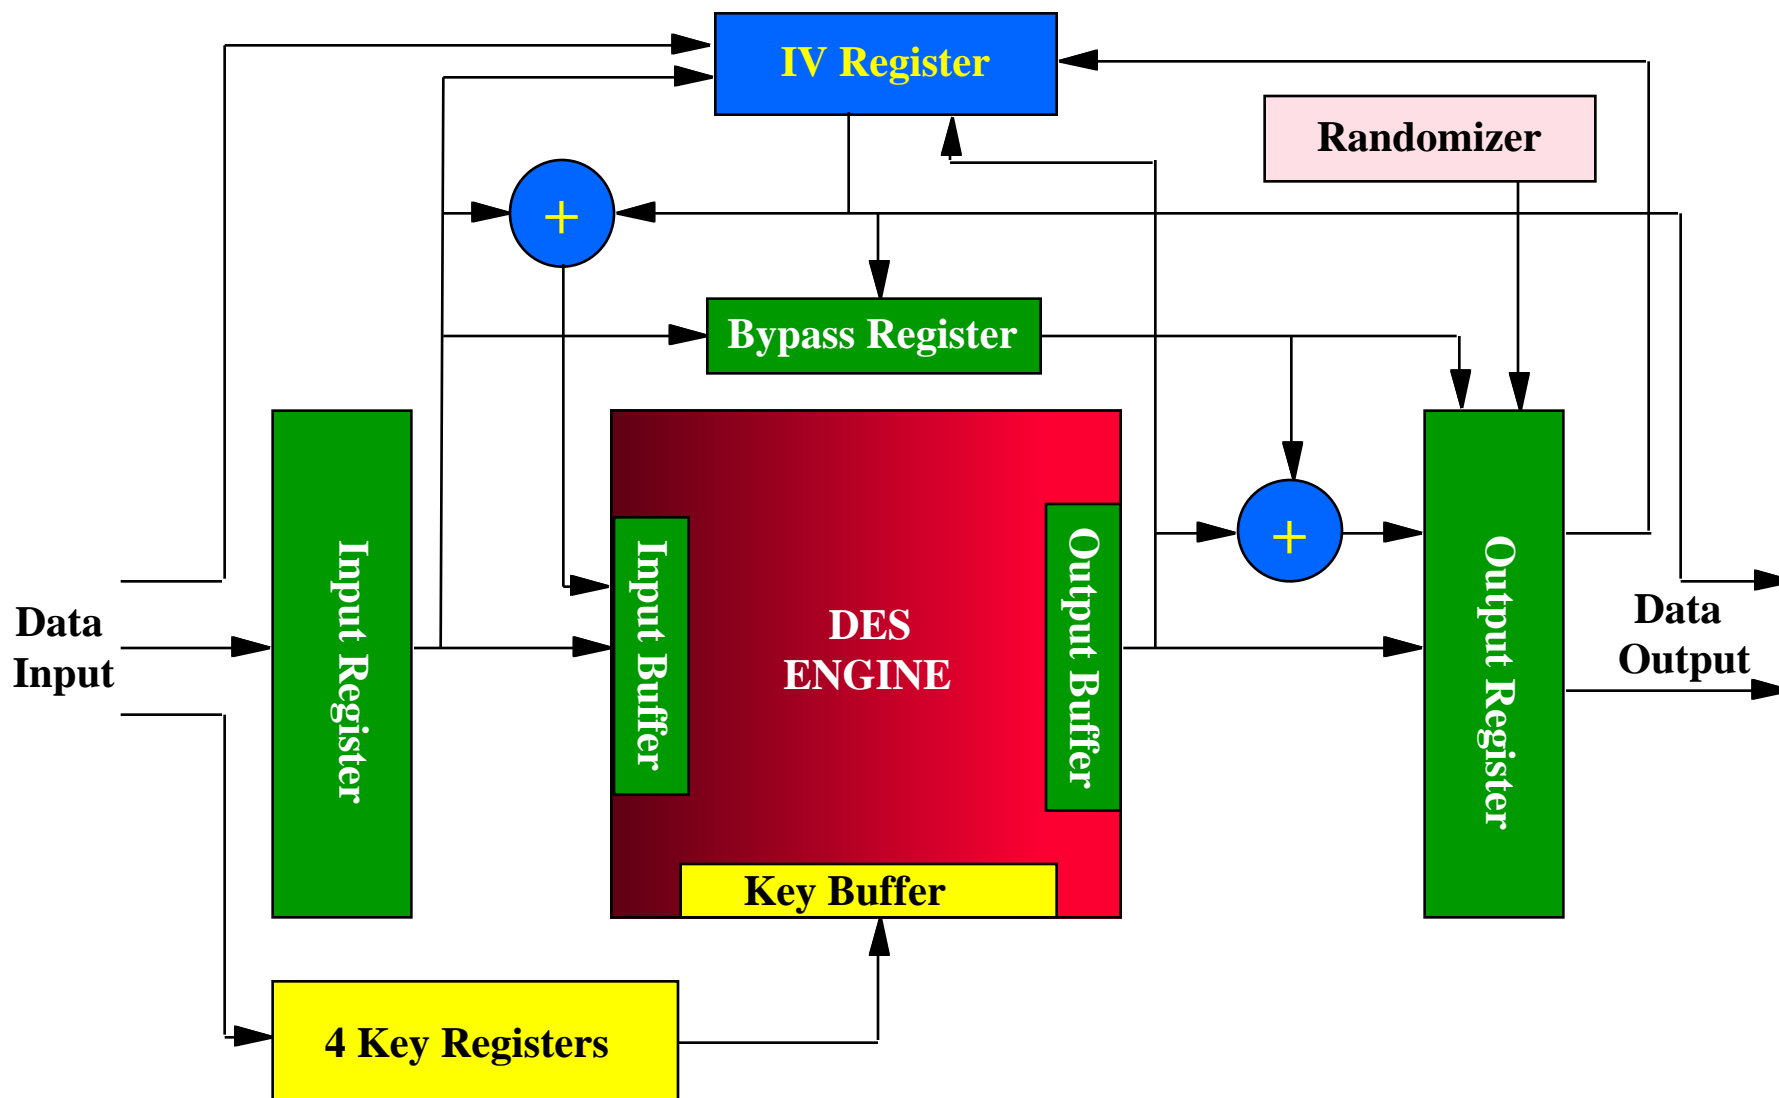 IV Register
Randomizer
+
Bypass Register
+
Data
Input
Input Register
Input Buffer
DES
ENGINE
Output Buffer
Output Register
Data
Output
Key Buffer
4 Key Registers